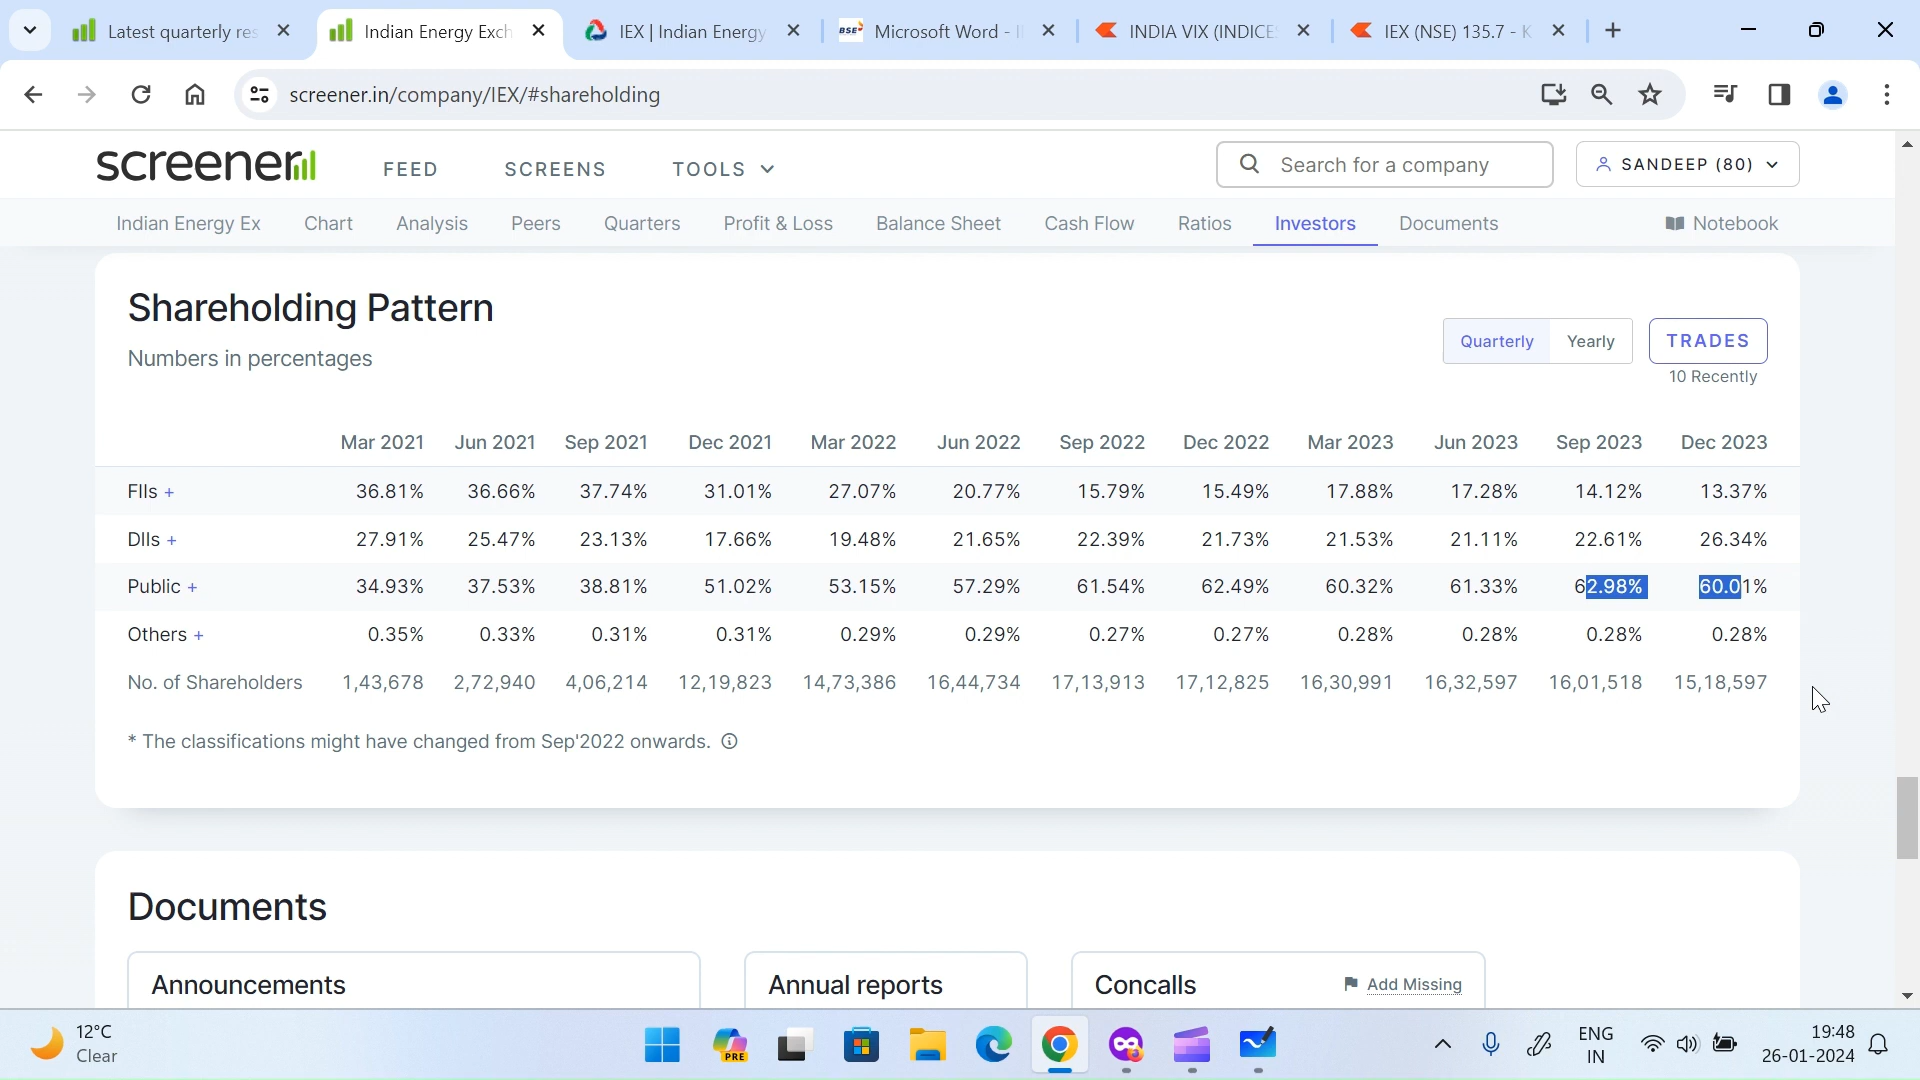 Latest quarterly res
Indian Energy Exch
IEX | Indian Energy
BSE
Microsoft Word - I
INDIA VIX (INDICE
IEX (NSE) 135.7 - K
screener.in/company/IEX/#shareholding
screener
FEED
SCREENS
TOOLS
Search for a company
SANDEEP (80)
Indian Energy Ex
Chart
Analysis
Peers
Quarters
Profit & Loss
Balance Sheet
Cash Flow
Ratios
Investors
Documents
Notebook
Shareholding Pattern
Numbers in percentages
Quarterly
Yearly
TRADES
10 Recently
Mar 2021 Jun 2021 Sep 2021 Dec 2021 Mar 2022 Jun 2022 Sep 2022 Dec 2022 Mar 2023 Jun 2023 Sep 2023 Dec 2023
FIIs + 36.81% 36.66% 37.74% 31.01% 27.07% 20.77% 15.79% 15.49% 17.88% 17.28% 14.12% 13.37%
DIIs + 27.91% 25.47% 23.13% 17.66% 19.48% 21.65% 22.39% 21.73% 21.53% 21.11% 22.61% 26.34%
Public + 34.93% 37.53% 38.81% 51.02% 53.15% 57.29% 61.54% 62.49% 60.32% 61.33% 62.98% 60.01%
Others + 0.35% 0.33% 0.31% 0.31% 0.29% 0.29% 0.27% 0.27% 0.28% 0.28% 0.28% 0.28%
No. of Shareholders 1,43,678 2,72,940 4,06,214 12,19,823 14,73,386 16,44,734 17,13,913 17,12,825 16,30,991 16,32,597 16,01,518 15,18,597
* The classifications might have changed from Sep'2022 onwards.
Documents
Announcements
Annual reports
Concalls
Add Missing
12°C
Clear
PRE
ENG
IN
19:48
26-01-2024